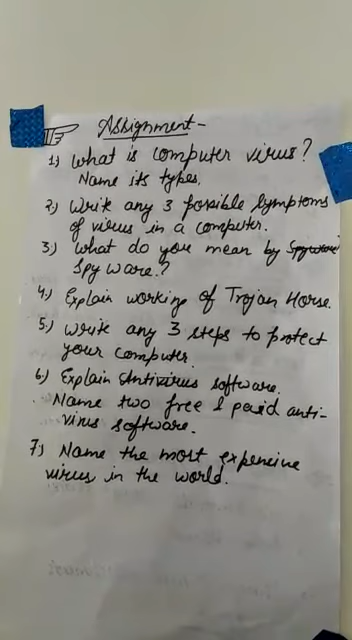 Assignment -
1) What is computer virus?
Name its types.
2) Write any 3 possible symptoms
of virus in a computer.
3) What do you mean by Spyware
Spy ware.?
4) Explain working of Trojan Horse.
5) Write any 3 steps to protect
your computer.
6) Explain Antivirus software.
Name two free & paid anti-
virus software.
7) Name the most expensive
virus in the world.